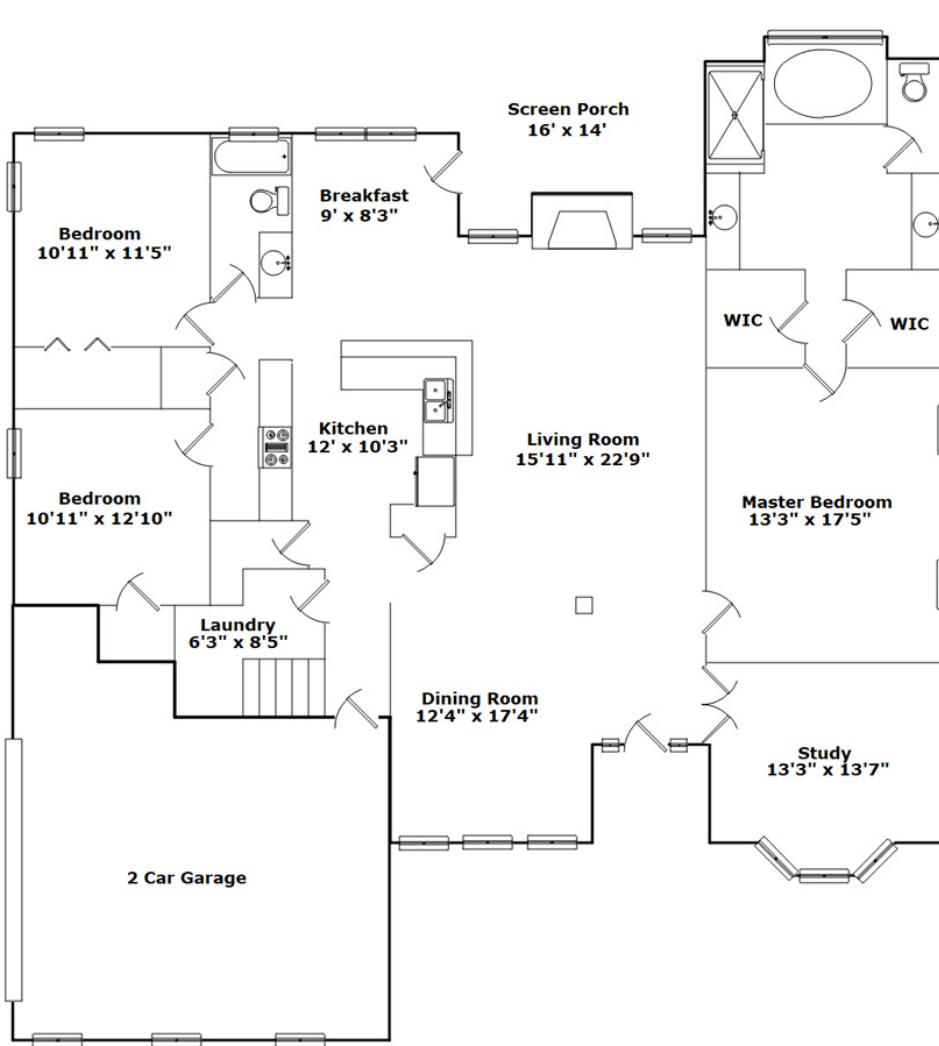 Screen Porch
16' x 14'
Breakfast
9' x 8'3"
Bedroom
10'11" x 11'5"
WIC
WIC
Kitchen
12' x 10'3"
Living Room
15'11" x 22'9"
Bedroom
10'11" x 12'10"
Master Bedroom
13'3" x 17'5"
Laundry
6'3" x 8'5"
Dining Room
12'4" x 17'4"
Study
13'3" x 13'7"
2 Car Garage